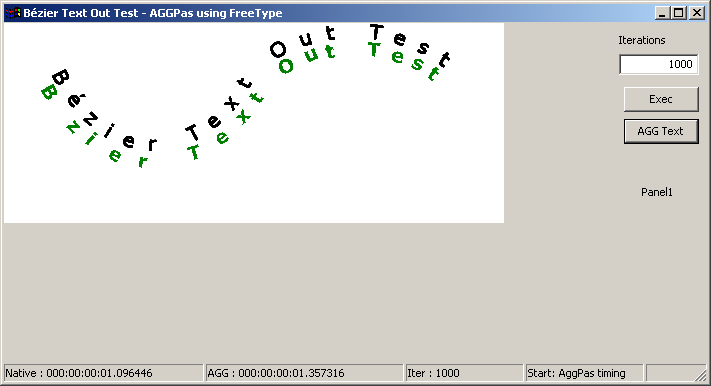 Bézier Text Out Test - AGGPas using FreeType
Bézier Text Out Test
B zier Text Out Test
Iterations
1000
Exec
AGG Text
Panel1
Native : 000:00:00:01.096446 AGG : 000:00:00:01.357316 Iter : 1000 Start: AggPas timing